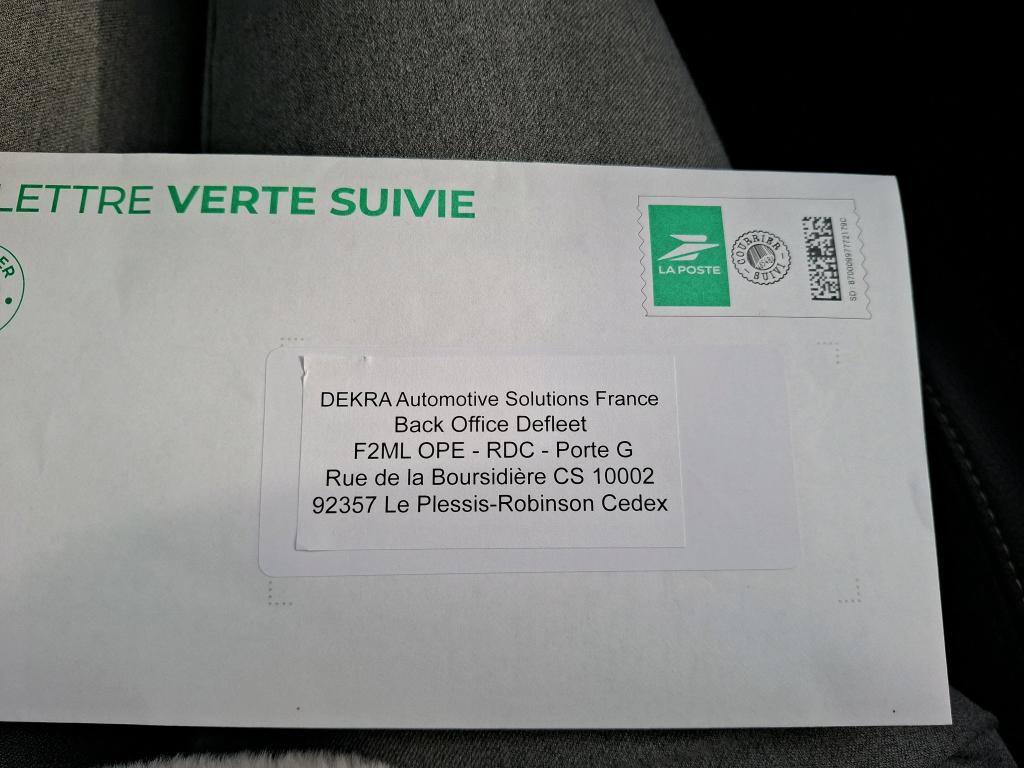 LETTRE VERTE SUIVIE
ER
LA POSTE
COURRIER
SUIVI
DEKRA Automotive Solutions France
Back Office Defleet
F2ML OPE - RDC - Porte G
Rue de la Boursidière CS 10002
92357 Le Plessis-Robinson Cedex